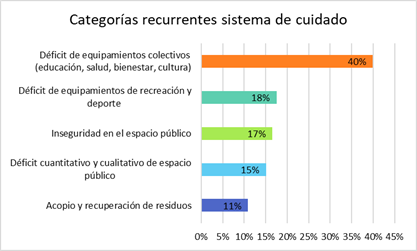 Categorías recurrentes sistema de cuidado
Déficit de equipamientos colectivos
(educación, salud, bienestar, cultura)
40%
Déficit de equipamientos de recreación y
deporte
18%
Inseguridad en el espacio público
17%
Déficit cuantitativo y cualitativo de espacio
público
15%
Acopio y recuperación de residuos
11%
0% 5% 10% 15% 20% 25% 30% 35% 40% 45%